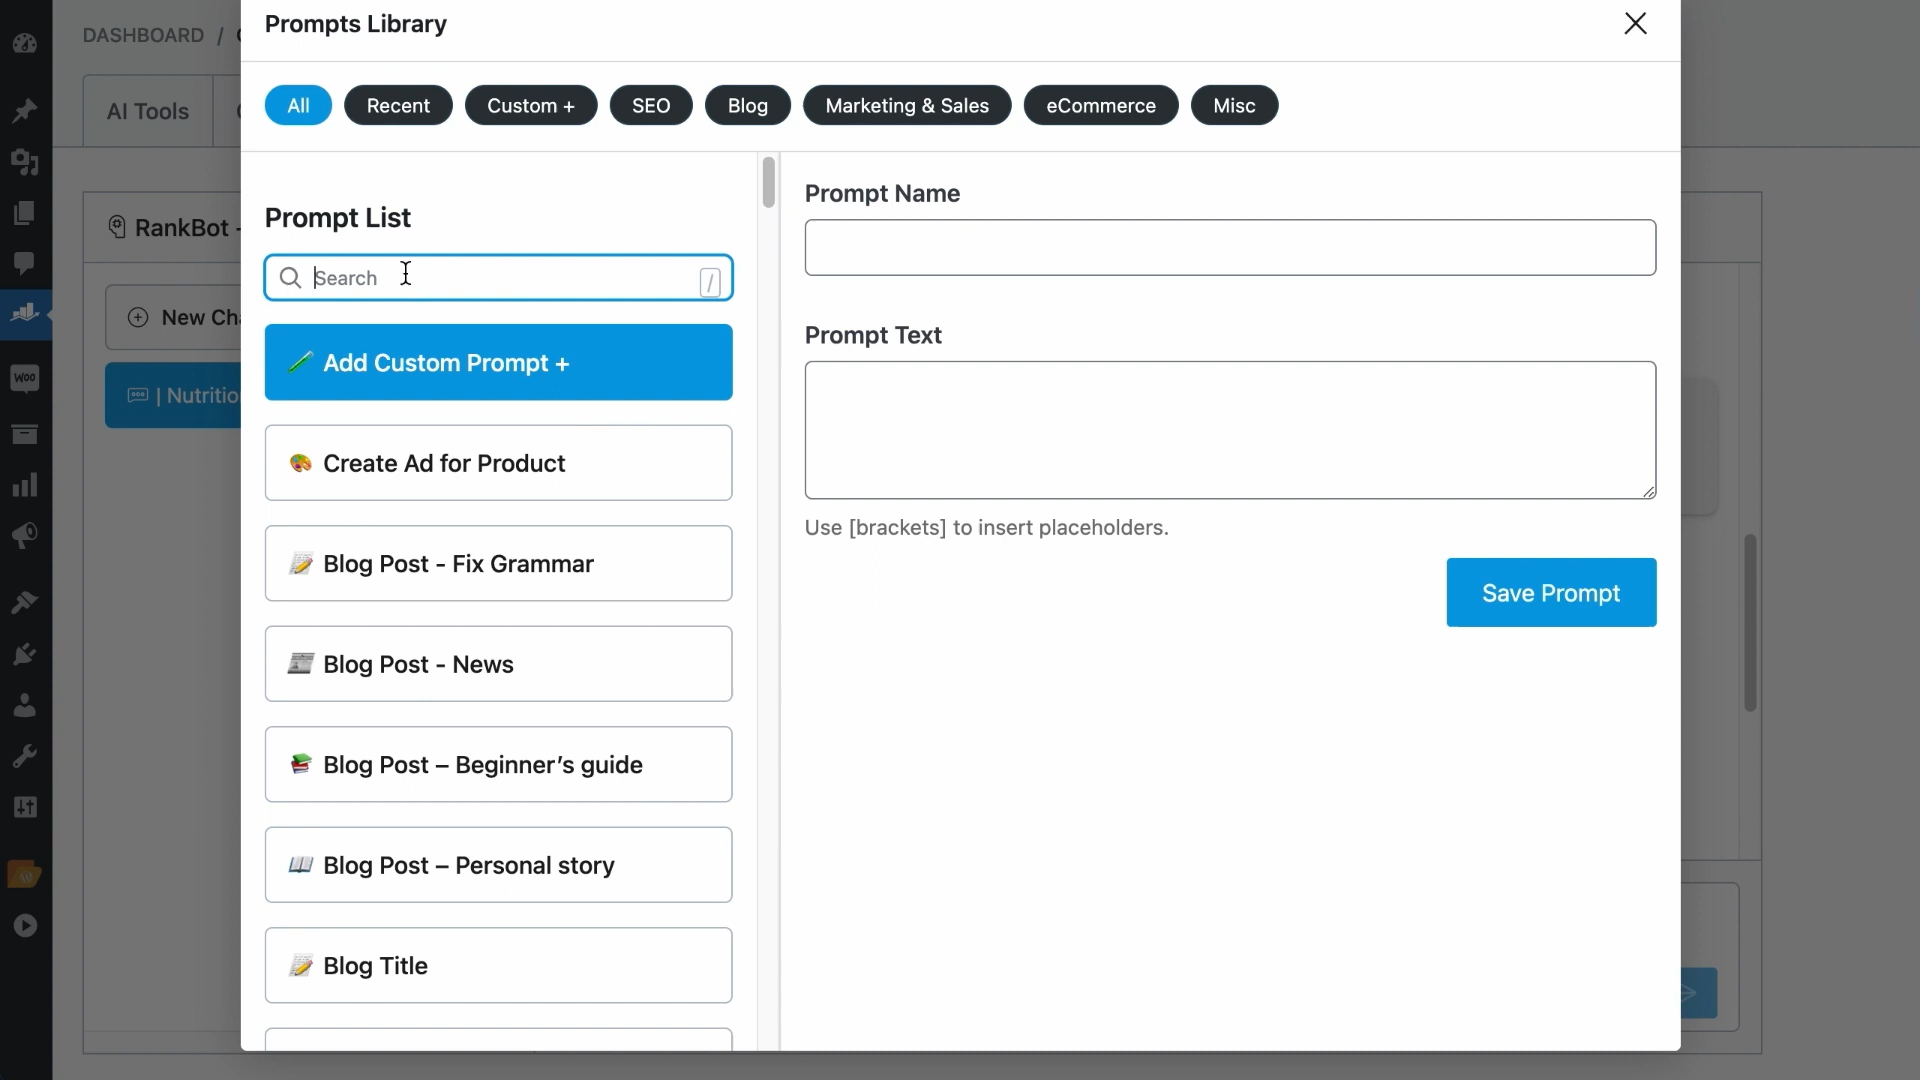 DASHBOARD /
AI Tools
RankBot -
New Cha
| Nutritio
WOO
Prompts Library
All
Recent
Custom +
SEO
Blog
Marketing & Sales
eCommerce
Misc
Prompt List
Search
/
Add Custom Prompt +
Create Ad for Product
Blog Post - Fix Grammar
Blog Post - News
Blog Post – Beginner’s guide
Blog Post – Personal story
Blog Title
Prompt Name
Prompt Text
Use [brackets] to insert placeholders.
Save Prompt